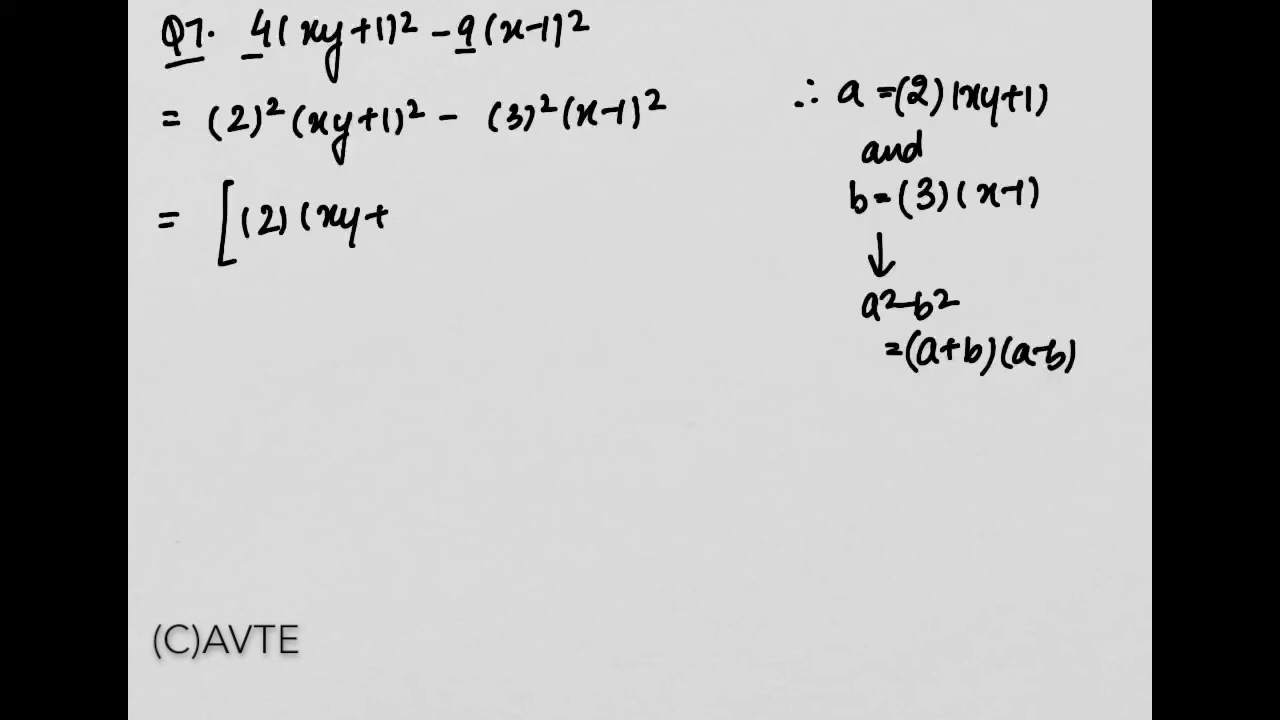 Q7. 4(xy+1)² - 9(x-1)²
= (2)²(xy+1)² - (3)²(x-1)²
= [(2)(xy+
∴ a =(2)(xy+1)
and
b=(3)(x-1)
↓
a²-b²
=(a+b)(a-b)
(C)AVTE